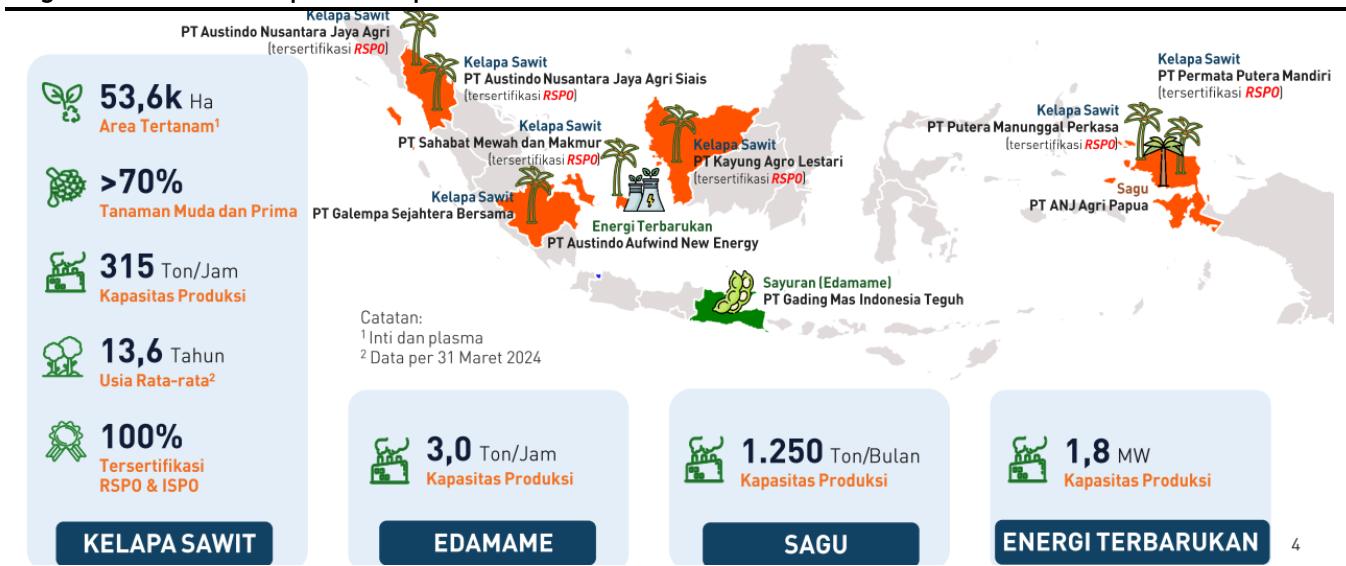 Kelapa Sawit
PT Austindo Nusantara Jaya Agri
(tersertifikasi RSPO)
Kelapa Sawit
PT Austindo Nusantara Jaya Agri Siais
(tersertifikasi RSPO)
Kelapa Sawit
PT Sahabat Mewah dan Makmur
(tersertifikasi RSPO)
Kelapa Sawit
PT Kayung Agro Lestari
(tersertifikasi RSPO)
Kelapa Sawit
PT Galempa Sejahtera Bersama
Energi Terbarukan
PT Austindo Aufwind New Energy
Sayuran (Edamame)
PT Gading Mas Indonesia Teguh
Kelapa Sawit
PT Permata Putera Mandiri
(tersertifikasi RSPO)
Kelapa Sawit
PT Putera Manunggal Perkasa
(tersertifikasi RSPO)
Sagu
PT ANJ Agri Papua
53,6k Ha
Area Tertanam¹
>70%
Tanaman Muda dan Prima
315 Ton/Jam
Kapasitas Produksi
13,6 Tahun
Usia Rata-rata²
100%
Tersertifikasi
RSPO & ISPO
KELAPA SAWIT
Catatan:
¹ Inti dan plasma
² Data per 31 Maret 2024
3,0 Ton/Jam
Kapasitas Produksi
EDAMAME
1.250 Ton/Bulan
Kapasitas Produksi
SAGU
1,8 MW
Kapasitas Produksi
ENERGI TERBARUKAN
4